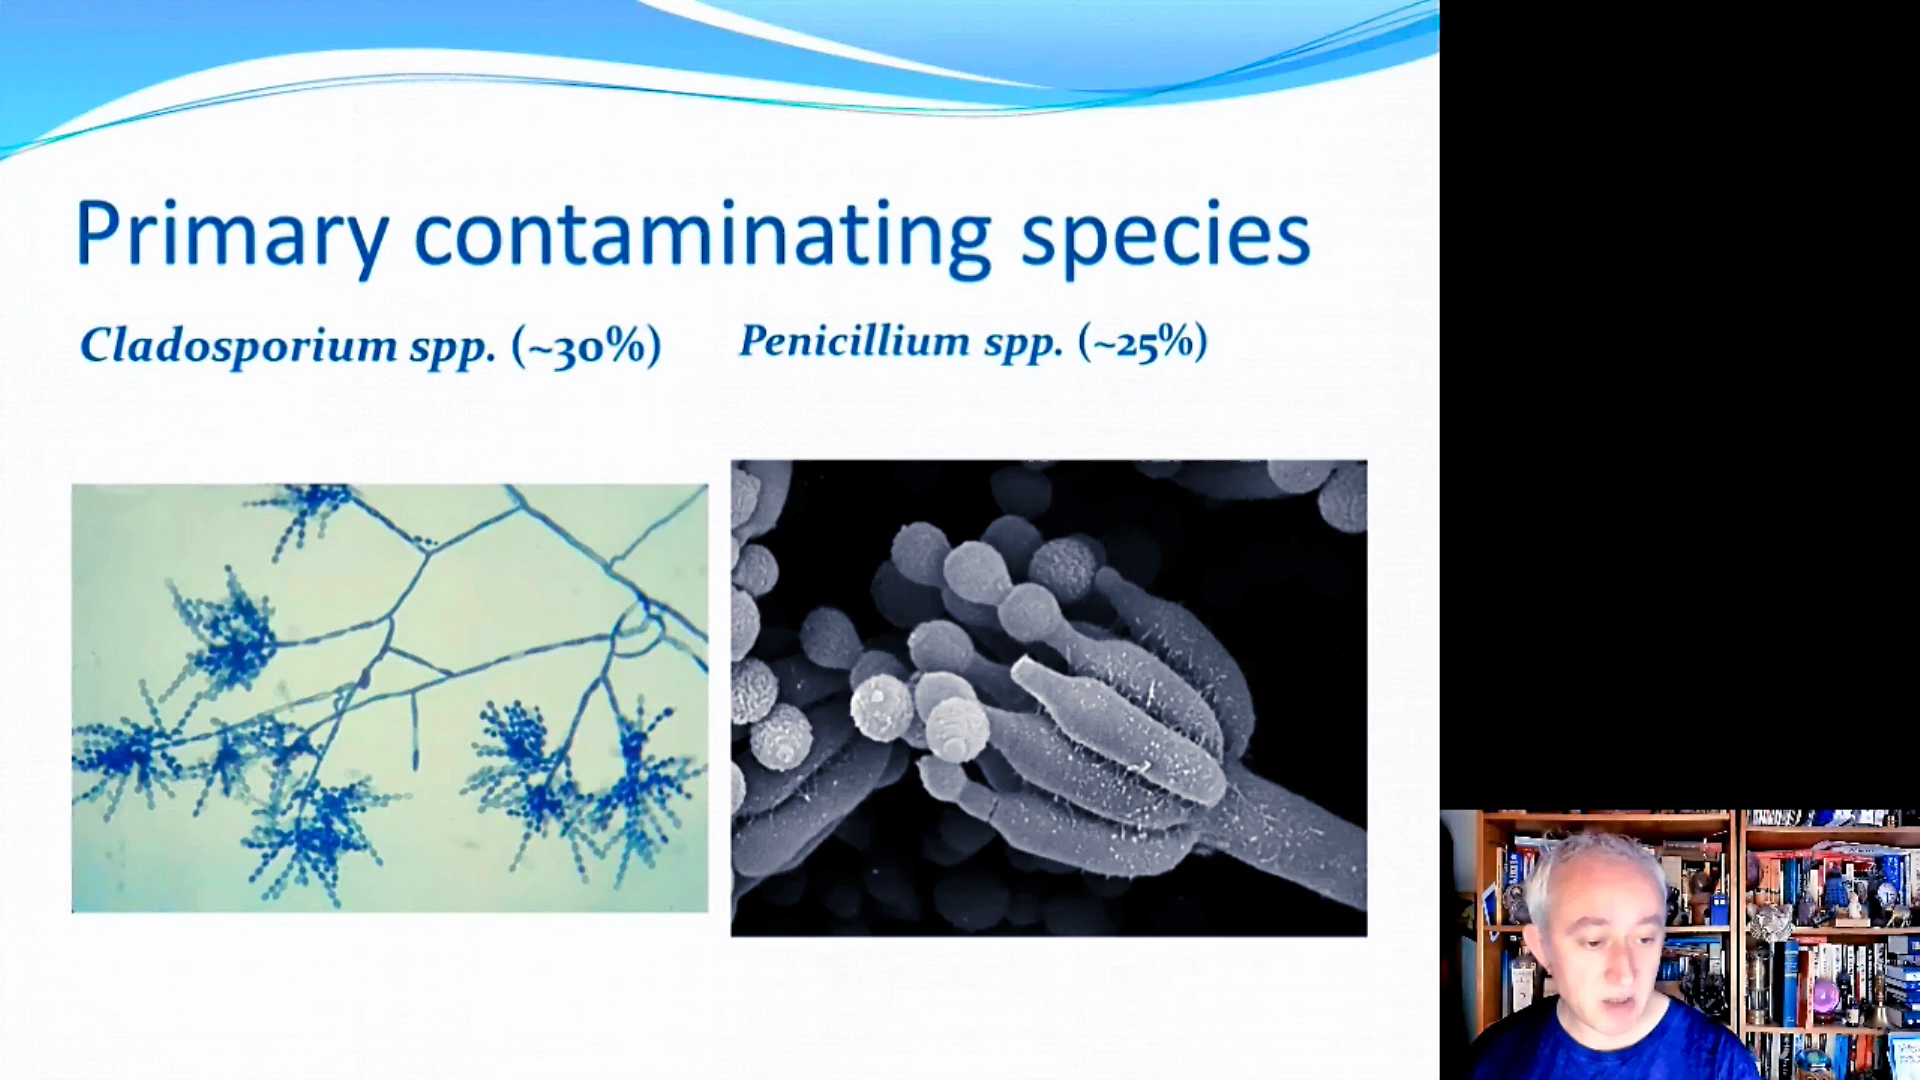 Primary contaminating species
Cladosporium spp. (~30%)
Penicillium spp. (~25%)